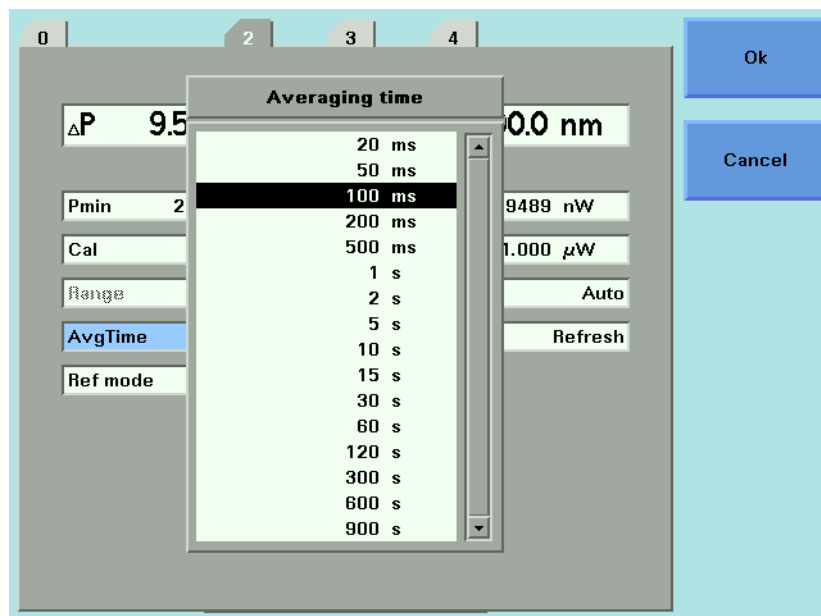 0 2 3 4
Ok
Averaging time
△P 9.5
0.0 nm
Cancel
20 ms
50 ms
100 ms
200 ms
500 ms
1 s
2 s
5 s
10 s
15 s
30 s
60 s
120 s
300 s
600 s
900 s
Pmin 2
9489 nW
Cal
1.000 μW
Range
Auto
AvgTime
Refresh
Ref mode